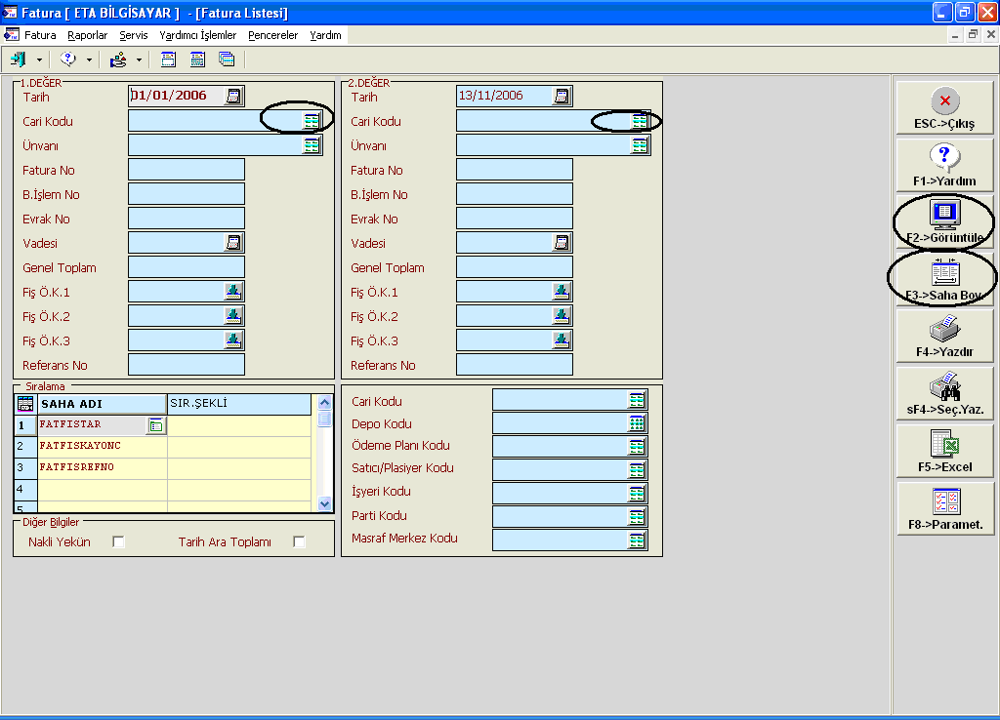 Fatura [ ETA BİLGİSAYAR ] - [Fatura Listesi]
Fatura Raporlar Servis Yardımcı İşlemler Pencereler Yardım
1.DEĞER
Tarih 01/01/2006
Cari Kodu
Ünvanı
Fatura No
B.İşlem No
Evrak No
Vadesi
Genel Toplam
Fiş Ö.K.1
Fiş Ö.K.2
Fiş Ö.K.3
Referans No
2.DEĞER
Tarih 13/11/2006
Cari Kodu
Ünvanı
Fatura No
B.İşlem No
Evrak No
Vadesi
Genel Toplam
Fiş Ö.K.1
Fiş Ö.K.2
Fiş Ö.K.3
Referans No
Sıralama
SAHA ADI SIR.ŞEKLİ
1 FATFISTAR
2 FATFISKAYONC
3 FATFISREFNO
4
5
Diğer Bilgiler
Nakli Yekün Tarih Ara Toplamı
Cari Kodu
Depo Kodu
Ödeme Planı Kodu
Satıcı/Plasiyer Kodu
İşyeri Kodu
Parti Kodu
Masraf Merkez Kodu
ESC->Çıkış
F1->Yardım
F2->Görüntüle
F3->Saha Boy.
F4->Yazdır
sF4->Seç.Yaz.
F5->Excel
F8->Paramet.